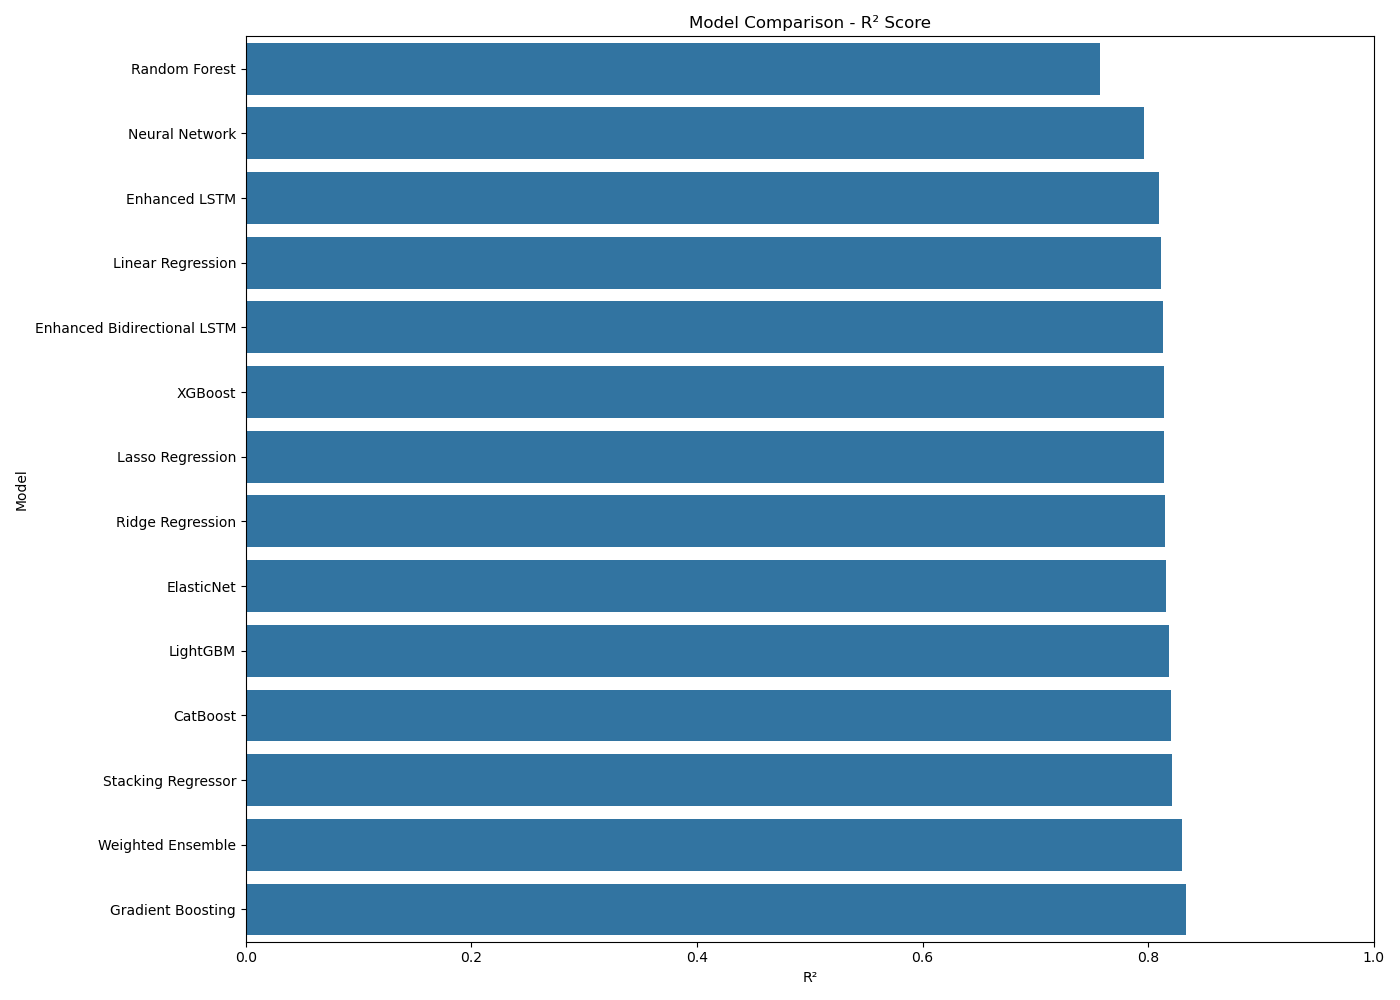 Model Comparison - R² Score
Random Forest
Neural Network
Enhanced LSTM
Linear Regression
Enhanced Bidirectional LSTM
XGBoost
Lasso Regression
Ridge Regression
ElasticNet
LightGBM
CatBoost
Stacking Regressor
Weighted Ensemble
Gradient Boosting
Model
0.0 0.2 0.4 0.6 0.8 1.0
R²